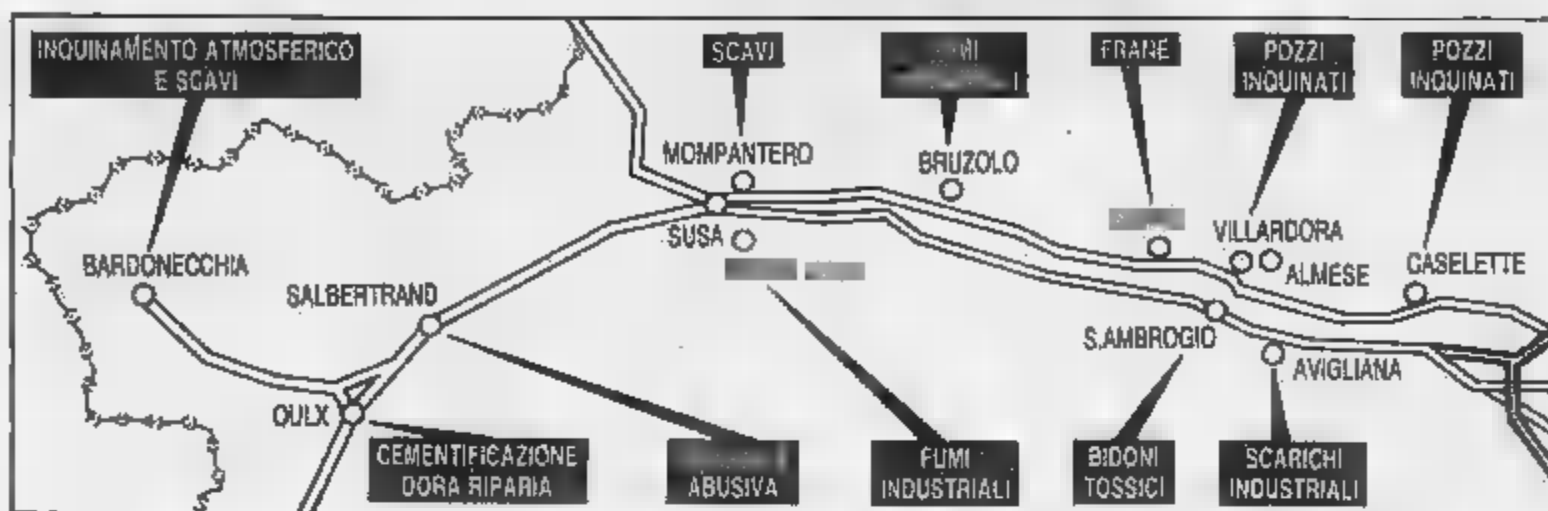 INQUINAMENTO ATMOSFERICO
E SCAVI
SCAVI
FRANE
POZZI
INQUINATI
POZZI
INQUINATI
MOMPANTERO
BRUZOLO
SUSA
VILLARDORA
ALMESE
CASELETTE
BARDONECCHIA
SALBERTRAND
S.AMBROGIO
AVIGLIANA
OULX
CEMENTIFICAZIONE
DORA RIPARIA
ABUSIVA
FUMI
INDUSTRIALI
BIDONI
TOSSICI
SCARICHI
INDUSTRIALI